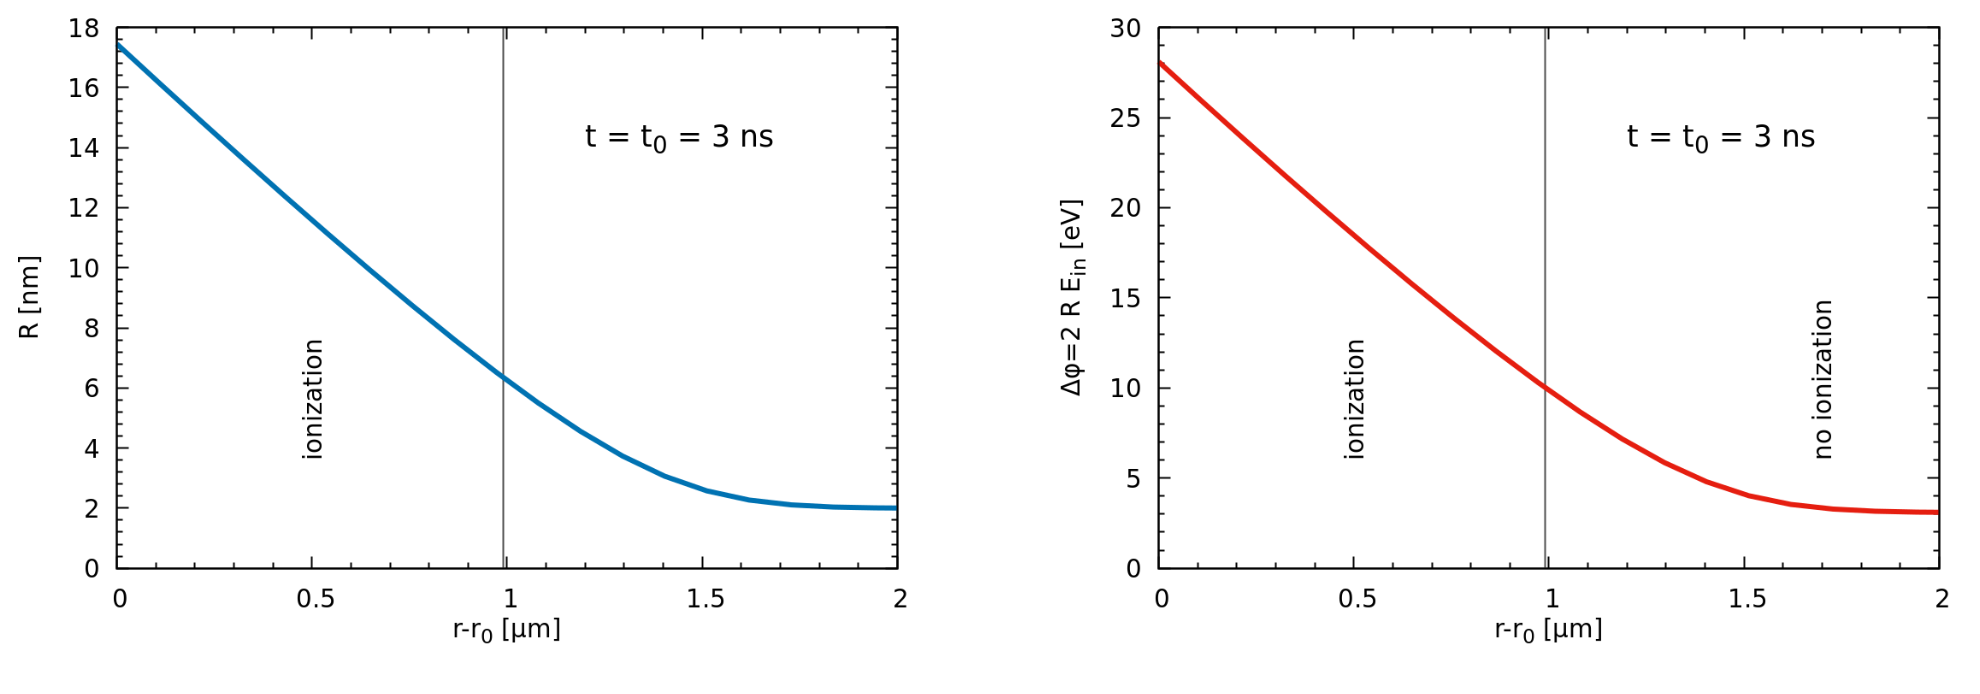 18
16
14
12
10
8
6
4
2
0
R [nm]
t = t₀ = 3 ns
ionization
0 0.5 1 1.5 2
r-r₀ [μm]
30
25
20
15
10
5
0
Δφ=2 R Eᵢₙ [eV]
t = t₀ = 3 ns
ionization
no ionization
0 0.5 1 1.5 2
r-r₀ [μm]